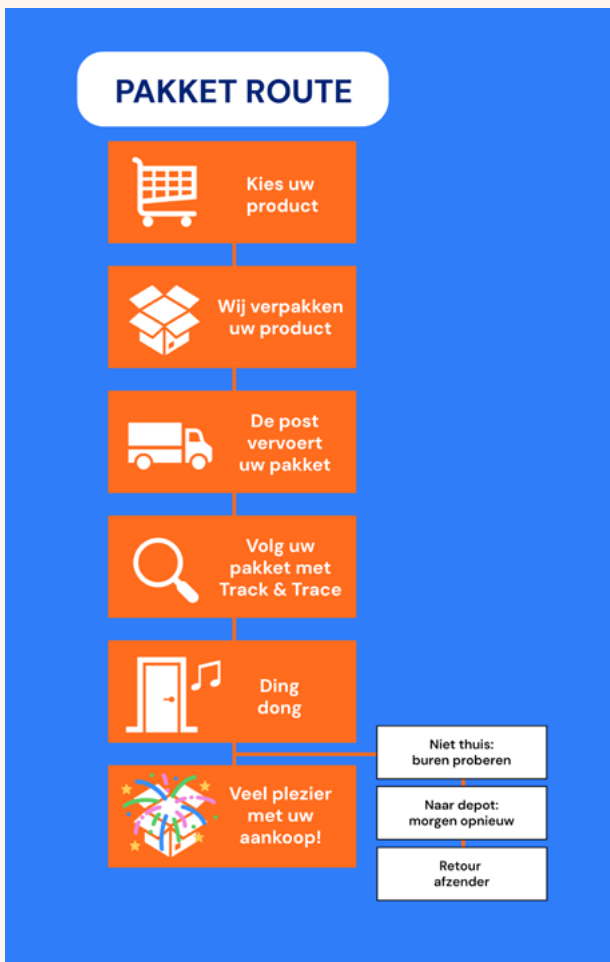 PAKKET ROUTE
Kies uw
product
Wij verpakken
uw product
De post
vervoert
uw pakket
Volg uw
pakket met
Track & Trace
Ding
dong
Niet thuis:
buren proberen
Veel plezier
met uw
aankoop!
Naar depot:
morgen opnieuw
Retour
afzender